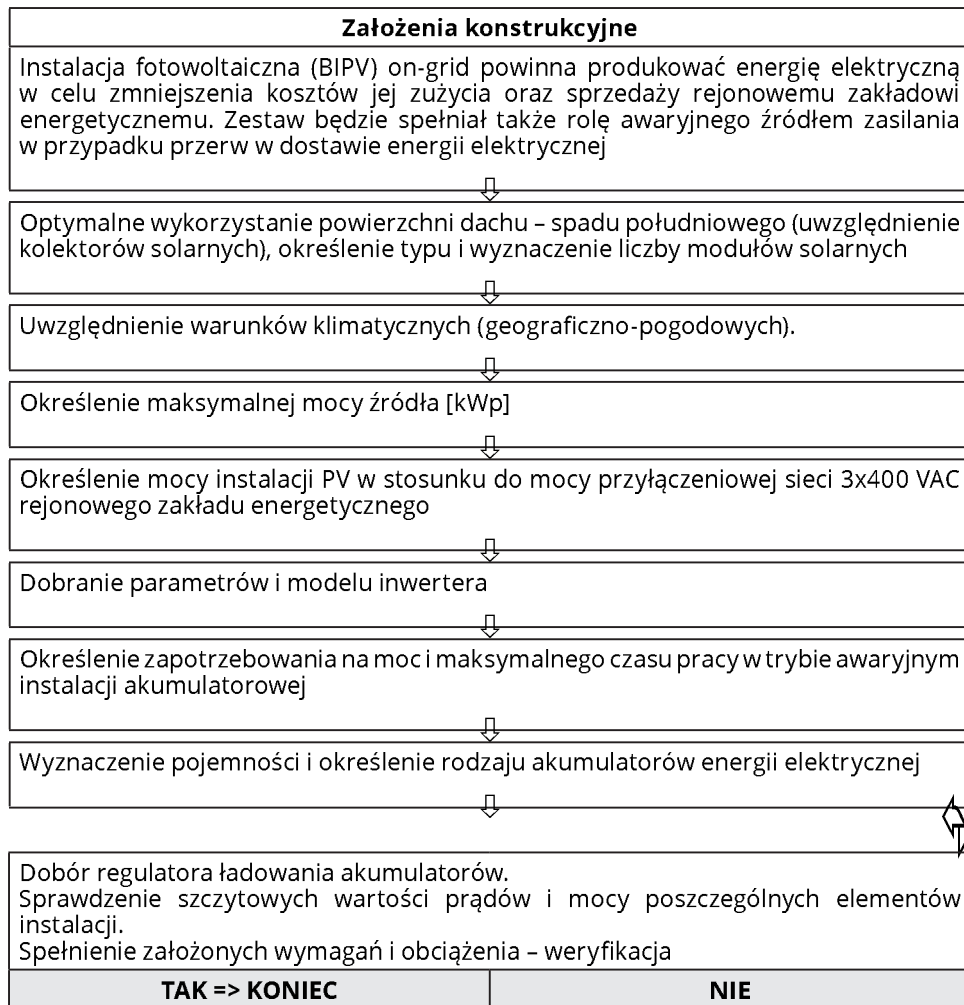 Założenia konstrukcyjne
Instalacja fotowoltaiczna (BIPV) on-grid powinna produkować energię elektryczną
w celu zmniejszenia kosztów jej zużycia oraz sprzedaży rejonowemu zakładowi
energetycznemu. Zestaw będzie spełniał także rolę awaryjnego źródłem zasilania
w przypadku przerw w dostawie energii elektrycznej
Optymalne wykorzystanie powierzchni dachu – spadu południowego (uwzględnienie
kolektorów solarnych), określenie typu i wyznaczenie liczby modułów solarnych
Uwzględnienie warunków klimatycznych (geograficzno-pogodowych).
Określenie maksymalnej mocy źródła [kWp]
Określenie mocy instalacji PV w stosunku do mocy przyłączeniowej sieci 3x400 VAC
rejonowego zakładu energetycznego
Dobranie parametrów i modelu inwertera
Określenie zapotrzebowania na moc i maksymalnego czasu pracy w trybie awaryjnym
instalacji akumulatorowej
Wyznaczenie pojemności i określenie rodzaju akumulatorów energii elektrycznej
Dobór regulatora ładowania akumulatorów.
Sprawdzenie szczytowych wartości prądów i mocy poszczególnych elementów
instalacji.
Spełnienie założonych wymagań i obciążenia – weryfikacja
TAK => KONIEC NIE